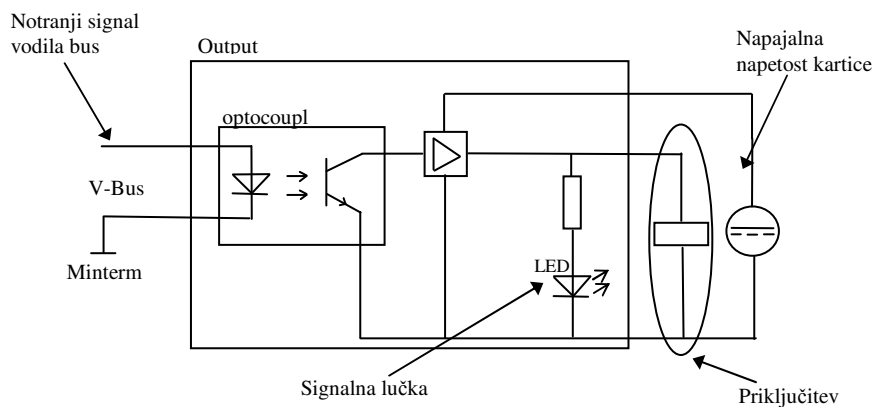 Notranji signal
vodila bus
Output
Napajalna
napetost kartice
optocoupl
V-Bus
Minterm
LED
Signalna lučka
Priključitev